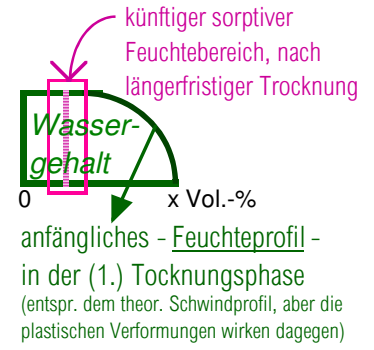 künftiger sorptiver
Feuchtebereich, nach
längerfristiger Trocknung
Wasser-
gehalt
0 x Vol.-%
anfängliches - Feuchteprofil -
in der (1.) Tocknungsphase
(entspr. dem theor. Schwindprofil, aber die
plastischen Verformungen wirken dagegen)